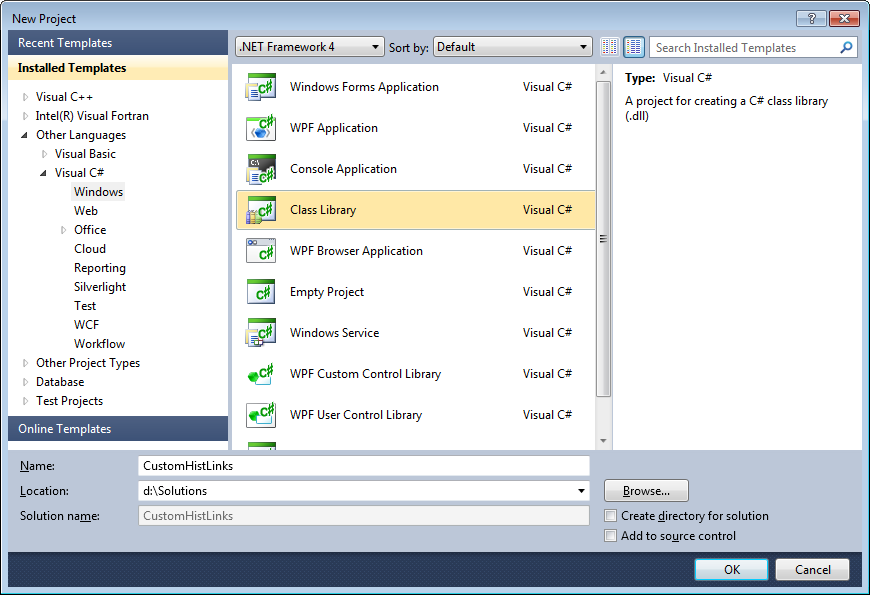 New Project
Recent Templates
Installed Templates
Visual C++
Intel(R) Visual Fortran
Other Languages
Visual Basic
Visual C#
Windows
Web
Office
Cloud
Reporting
Silverlight
Test
WCF
Workflow
Other Project Types
Database
Test Projects
Online Templates
.NET Framework 4 Sort by: Default Search Installed Templates
Windows Forms Application Visual C#
WPF Application Visual C#
Console Application Visual C#
Class Library Visual C#
WPF Browser Application Visual C#
Empty Project Visual C#
Windows Service Visual C#
WPF Custom Control Library Visual C#
WPF User Control Library Visual C#
Type: Visual C#
A project for creating a C# class library
(.dll)
Name: CustomHistLinks
Location: d:\Solutions Browse...
Solution name: CustomHistLinks Create directory for solution
Add to source control
OK Cancel